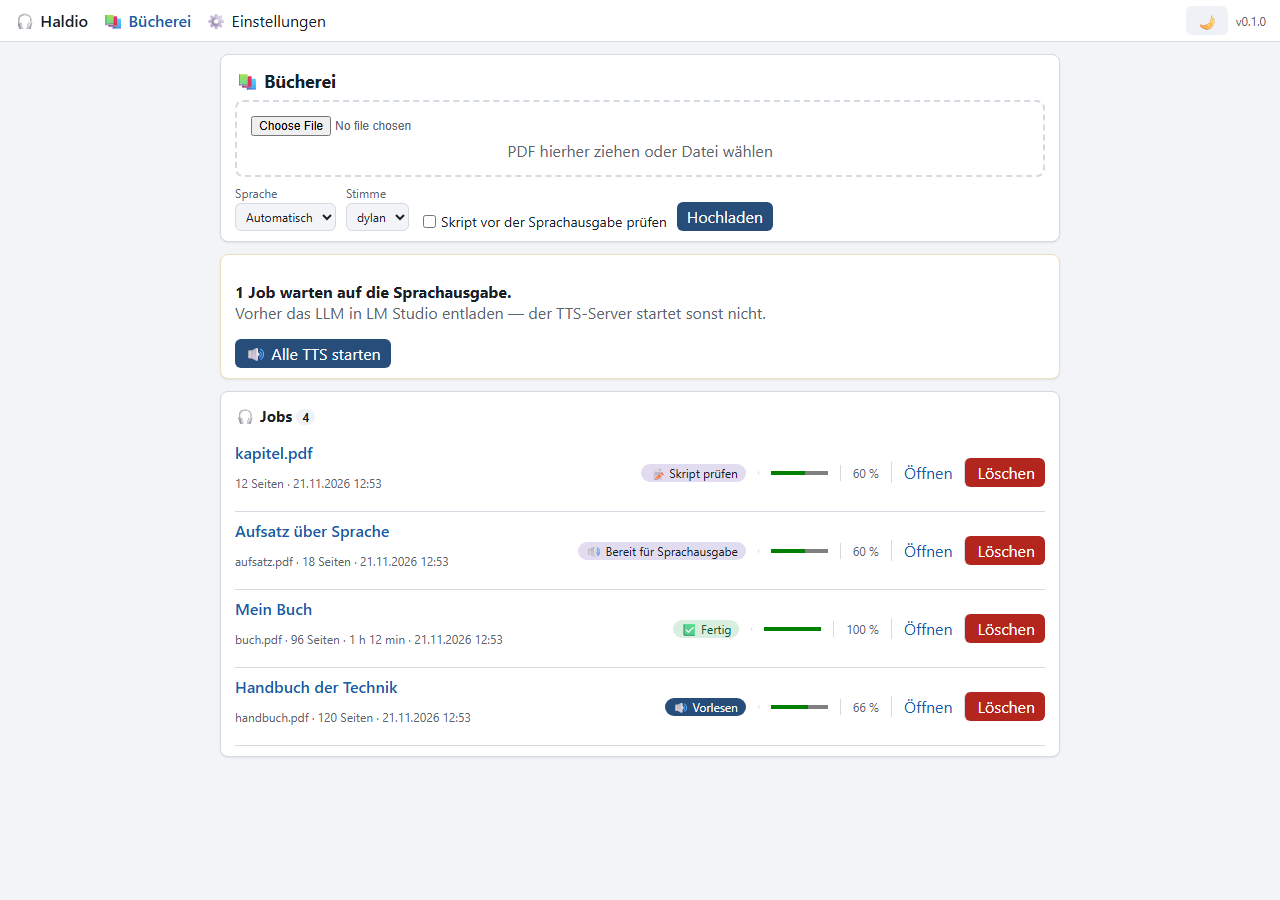 Haldio Bücherei Einstellungen v0.1.0
Bücherei
Choose File No file chosen
PDF hierher ziehen oder Datei wählen
Sprache Stimme
Automatisch dylan Skript vor der Sprachausgabe prüfen Hochladen
1 Job warten auf die Sprachausgabe.
Vorher das LLM in LM Studio entladen — der TTS-Server startet sonst nicht.
Alle TTS starten
Jobs 4
kapitel.pdf
12 Seiten · 21.11.2026 12:53
Skript prüfen 60 % Öffnen Löschen
Aufsatz über Sprache
aufsatz.pdf · 18 Seiten · 21.11.2026 12:53
Bereit für Sprachausgabe 60 % Öffnen Löschen
Mein Buch
buch.pdf · 96 Seiten · 1 h 12 min · 21.11.2026 12:53
Fertig 100 % Öffnen Löschen
Handbuch der Technik
handbuch.pdf · 120 Seiten · 21.11.2026 12:53
Vorlesen 66 % Öffnen Löschen